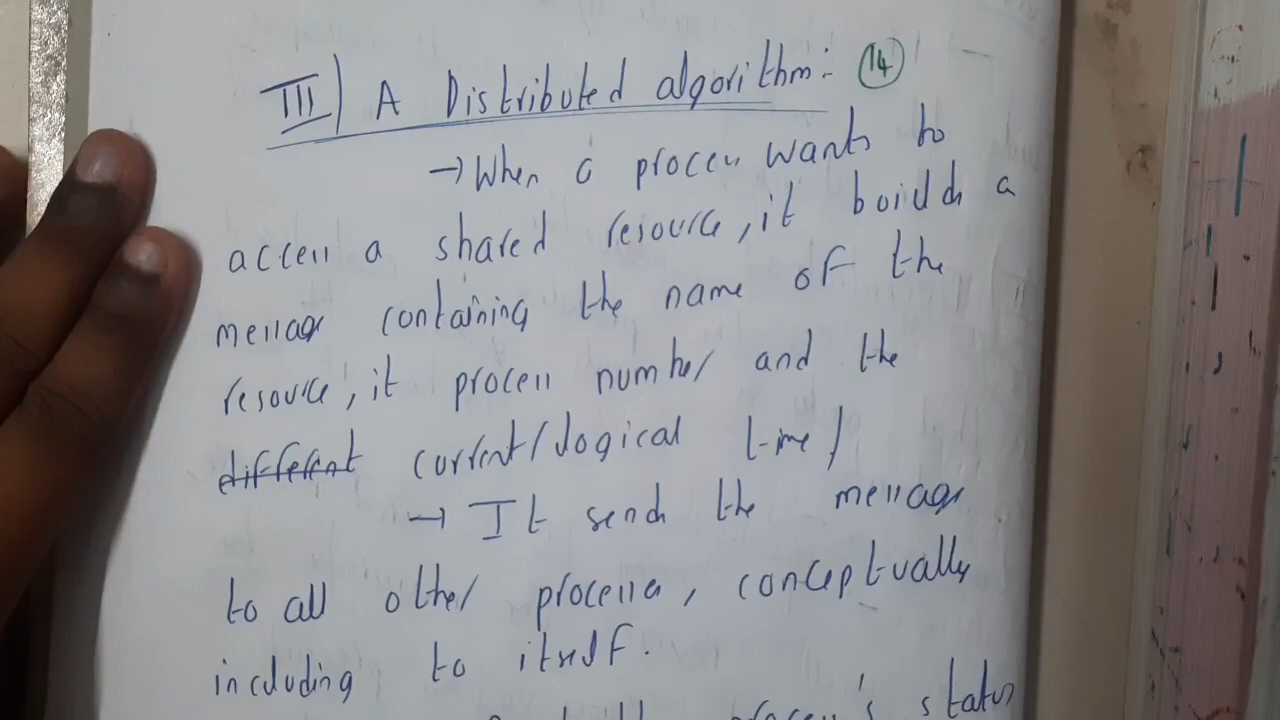 III) A Distributed algorithm:- 14
→ When a process wants to
access a shared resource, it builds a
message containing the name of the
resource, it process number and the
different current/logical time/
→ It sends the message
to all other processes, conceptually
including to itself.
process's status